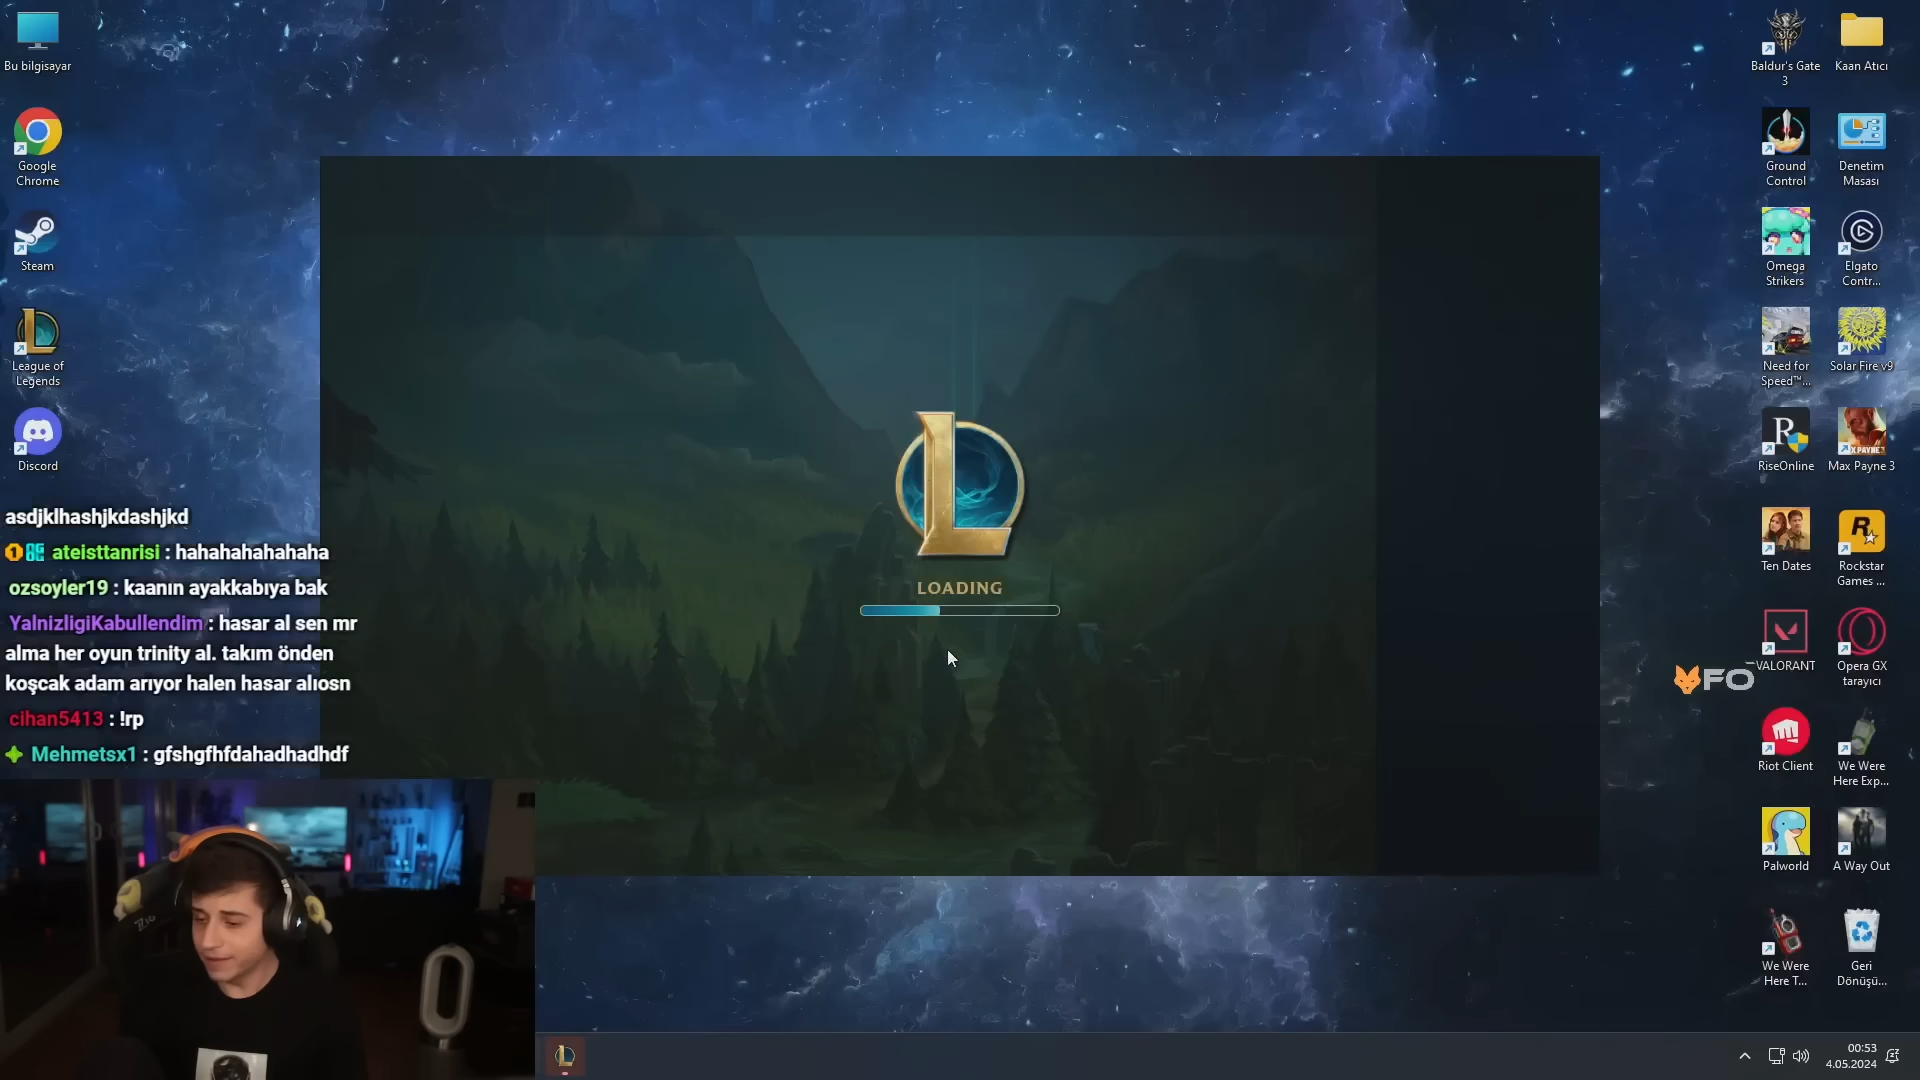 Bu bilgisayar
Google
Chrome
Steam
League of
Legends
Discord
asdjklhashjkdashjkd
ateisttanrisi : hahahahahahaha
ozsoyler19 : kaanın ayakkabıya bak
YalnizligiKabullendim : hasar al sen mr
alma her oyun trinity al. takım önden
koşcak adam arıyor halen hasar alıosn
cihan5413 : !rp
Mehmetsx1 : gfshgfhfdahadhadhdf
LOADING
Baldur's Gate
3
Kaan Atıcı
Ground
Control
Denetim
Masası
Omega
Strikers
Elgato
Contr...
Need for
Speed™...
Solar Fire v9
RiseOnline
Max Payne 3
Ten Dates
Rockstar
Games ...
VALORANT
Opera GX
tarayıcı
FO
Riot Client
We Were
Here Exp...
Palworld
A Way Out
We Were
Here T...
Geri
Dönüşü...
00:53
4.05.2024